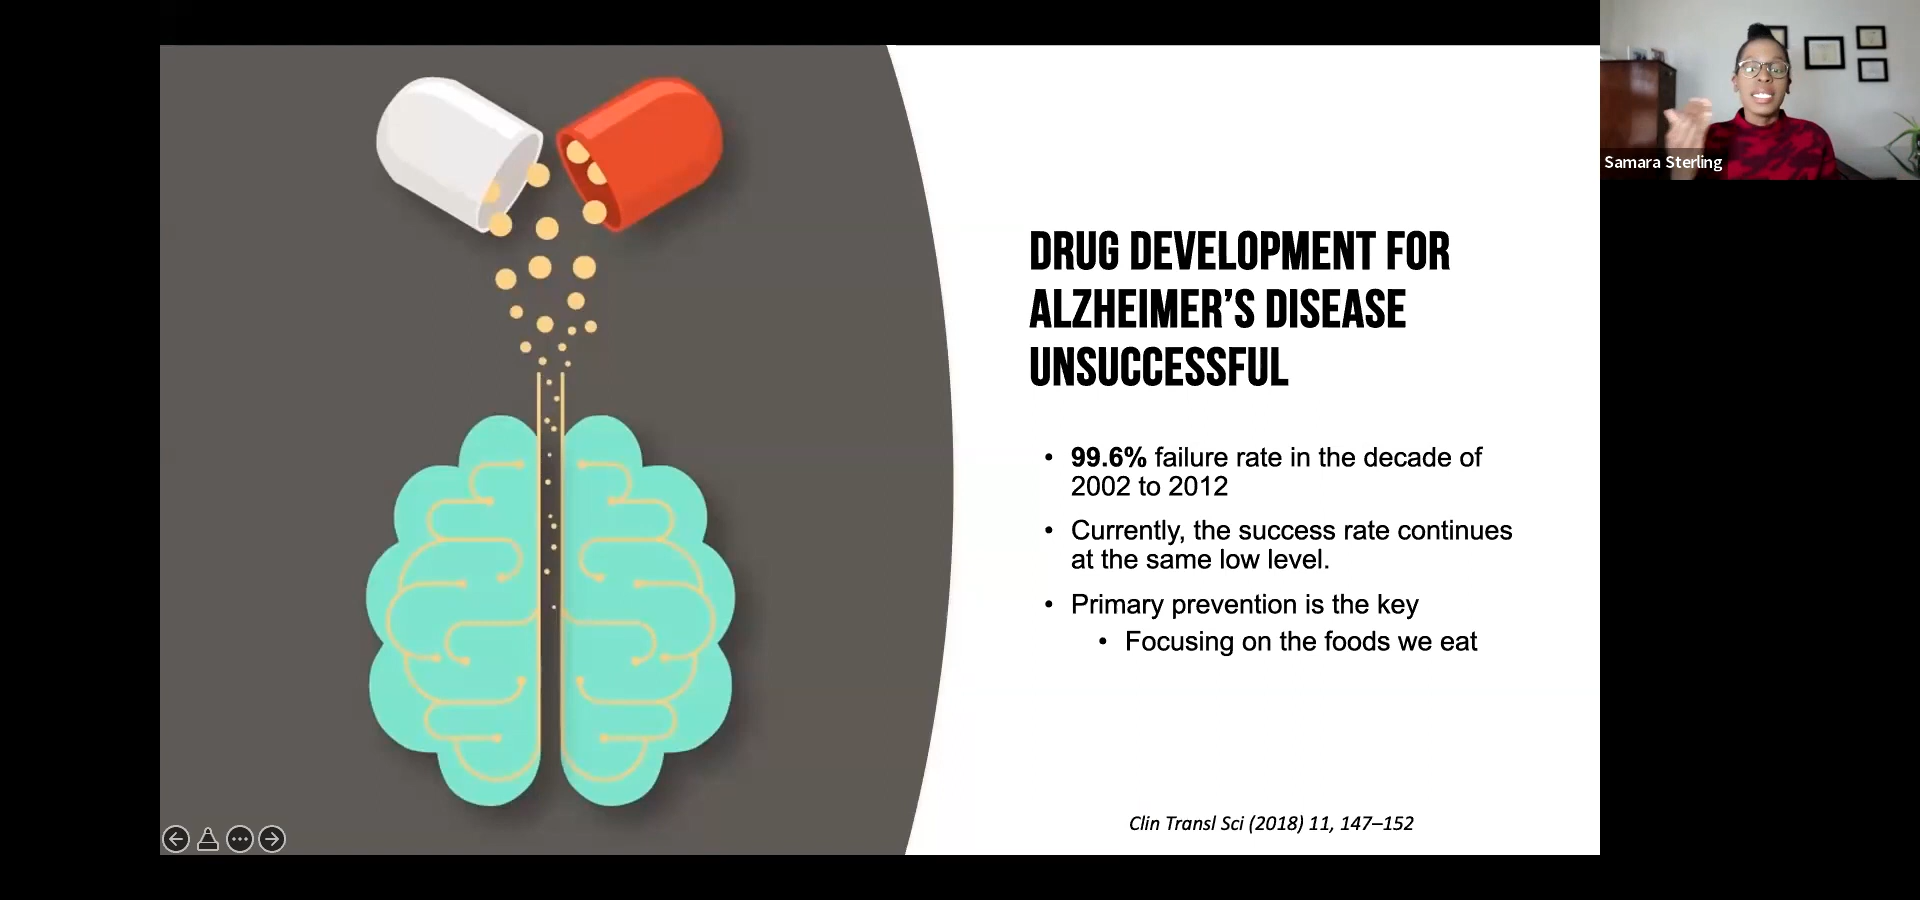 Samara Sterling
DRUG DEVELOPMENT FOR
ALZHEIMER’S DISEASE
UNSUCCESSFUL
• 99.6% failure rate in the decade of
2002 to 2012
• Currently, the success rate continues
at the same low level.
• Primary prevention is the key
• Focusing on the foods we eat
Clin Transl Sci (2018) 11, 147–152